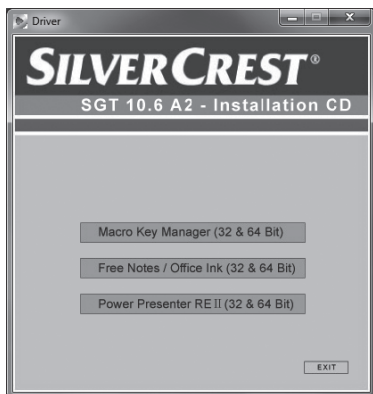 Driver
SILVERCREST®
SGT 10.6 A2 - Installation CD
Macro Key Manager (32 & 64 Bit)
Free Notes / Office Ink (32 & 64 Bit)
Power Presenter RE II (32 & 64 Bit)
EXIT